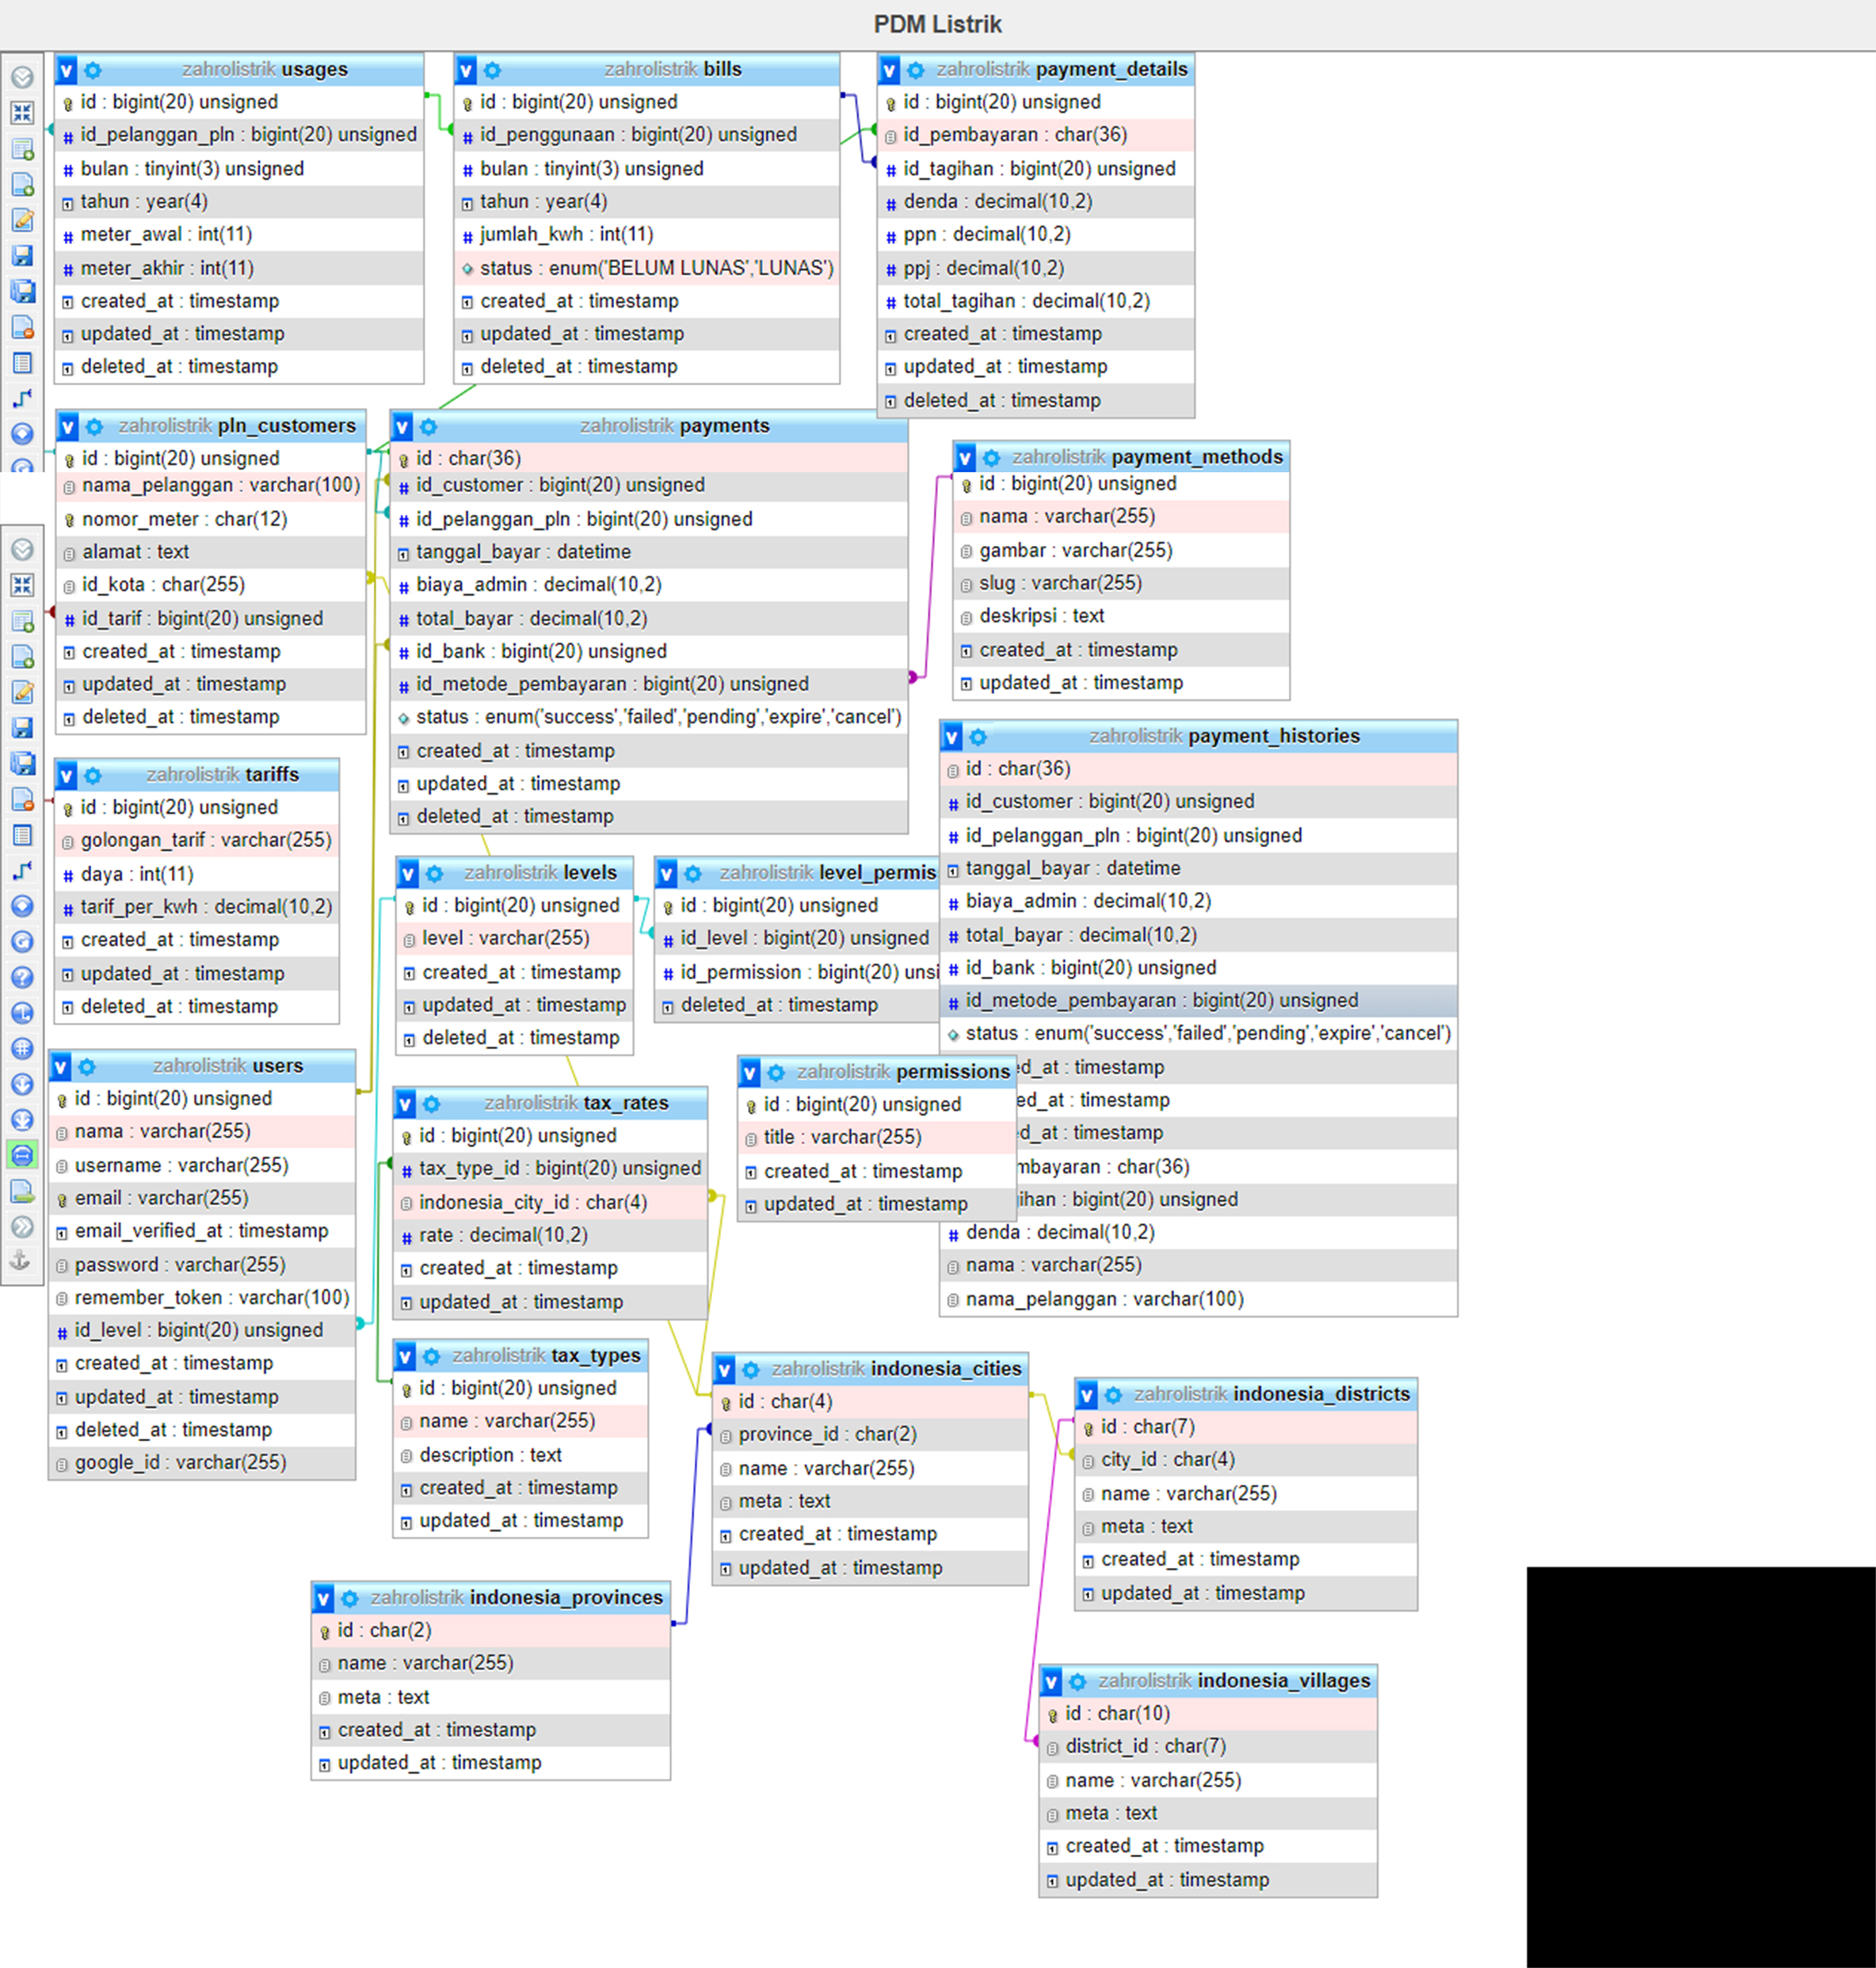 PDM Listrik
zahrolistrik usages
id : bigint(20) unsigned
id_pelanggan_pln : bigint(20) unsigned
bulan : tinyint(3) unsigned
tahun : year(4)
meter_awal : int(11)
meter_akhir : int(11)
created_at : timestamp
updated_at : timestamp
deleted_at : timestamp
zahrolistrik bills
id : bigint(20) unsigned
id_penggunaan : bigint(20) unsigned
bulan : tinyint(3) unsigned
tahun : year(4)
jumlah_kwh : int(11)
status : enum('BELUM LUNAS','LUNAS')
created_at : timestamp
updated_at : timestamp
deleted_at : timestamp
zahrolistrik payment_details
id : bigint(20) unsigned
id_pembayaran : char(36)
id_tagihan : bigint(20) unsigned
denda : decimal(10,2)
ppn : decimal(10,2)
ppj : decimal(10,2)
total_tagihan : decimal(10,2)
created_at : timestamp
updated_at : timestamp
deleted_at : timestamp
zahrolistrik pln_customers
id : bigint(20) unsigned
nama_pelanggan : varchar(100)
nomor_meter : char(12)
alamat : text
id_kota : char(255)
id_tarif : bigint(20) unsigned
created_at : timestamp
updated_at : timestamp
deleted_at : timestamp
zahrolistrik payments
id : char(36)
id_customer : bigint(20) unsigned
id_pelanggan_pln : bigint(20) unsigned
tanggal_bayar : datetime
biaya_admin : decimal(10,2)
total_bayar : decimal(10,2)
id_bank : bigint(20) unsigned
id_metode_pembayaran : bigint(20) unsigned
status : enum('success','failed','pending','expire','cancel')
created_at : timestamp
updated_at : timestamp
deleted_at : timestamp
zahrolistrik payment_methods
id : bigint(20) unsigned
nama : varchar(255)
gambar : varchar(255)
slug : varchar(255)
deskripsi : text
created_at : timestamp
updated_at : timestamp
zahrolistrik payment_histories
id : char(36)
id_customer : bigint(20) unsigned
id_pelanggan_pln : bigint(20) unsigned
tanggal_bayar : datetime
biaya_admin : decimal(10,2)
total_bayar : decimal(10,2)
id_bank : bigint(20) unsigned
id_metode_pembayaran : bigint(20) unsigned
status : enum('success','failed','pending','expire','cancel')
ed_at : timestamp
ed_at : timestamp
d_at : timestamp
mbayaran : char(36)
ihan : bigint(20) unsigned
denda : decimal(10,2)
nama : varchar(255)
nama_pelanggan : varchar(100)
zahrolistrik tariffs
id : bigint(20) unsigned
golongan_tarif : varchar(255)
daya : int(11)
tarif_per_kwh : decimal(10,2)
created_at : timestamp
updated_at : timestamp
deleted_at : timestamp
zahrolistrik levels
id : bigint(20) unsigned
level : varchar(255)
created_at : timestamp
updated_at : timestamp
deleted_at : timestamp
zahrolistrik level_permis
id : bigint(20) unsigned
id_level : bigint(20) unsigned
id_permission : bigint(20) unsi
deleted_at : timestamp
zahrolistrik users
id : bigint(20) unsigned
nama : varchar(255)
username : varchar(255)
email : varchar(255)
email_verified_at : timestamp
password : varchar(255)
remember_token : varchar(100)
id_level : bigint(20) unsigned
created_at : timestamp
updated_at : timestamp
deleted_at : timestamp
google_id : varchar(255)
zahrolistrik tax_rates
id : bigint(20) unsigned
tax_type_id : bigint(20) unsigned
indonesia_city_id : char(4)
rate : decimal(10,2)
created_at : timestamp
updated_at : timestamp
zahrolistrik permissions
id : bigint(20) unsigned
title : varchar(255)
created_at : timestamp
updated_at : timestamp
zahrolistrik tax_types
id : bigint(20) unsigned
name : varchar(255)
description : text
created_at : timestamp
updated_at : timestamp
zahrolistrik indonesia_cities
id : char(4)
province_id : char(2)
name : varchar(255)
meta : text
created_at : timestamp
updated_at : timestamp
zahrolistrik indonesia_districts
id : char(7)
city_id : char(4)
name : varchar(255)
meta : text
created_at : timestamp
updated_at : timestamp
zahrolistrik indonesia_provinces
id : char(2)
name : varchar(255)
meta : text
created_at : timestamp
updated_at : timestamp
zahrolistrik indonesia_villages
id : char(10)
district_id : char(7)
name : varchar(255)
meta : text
created_at : timestamp
updated_at : timestamp